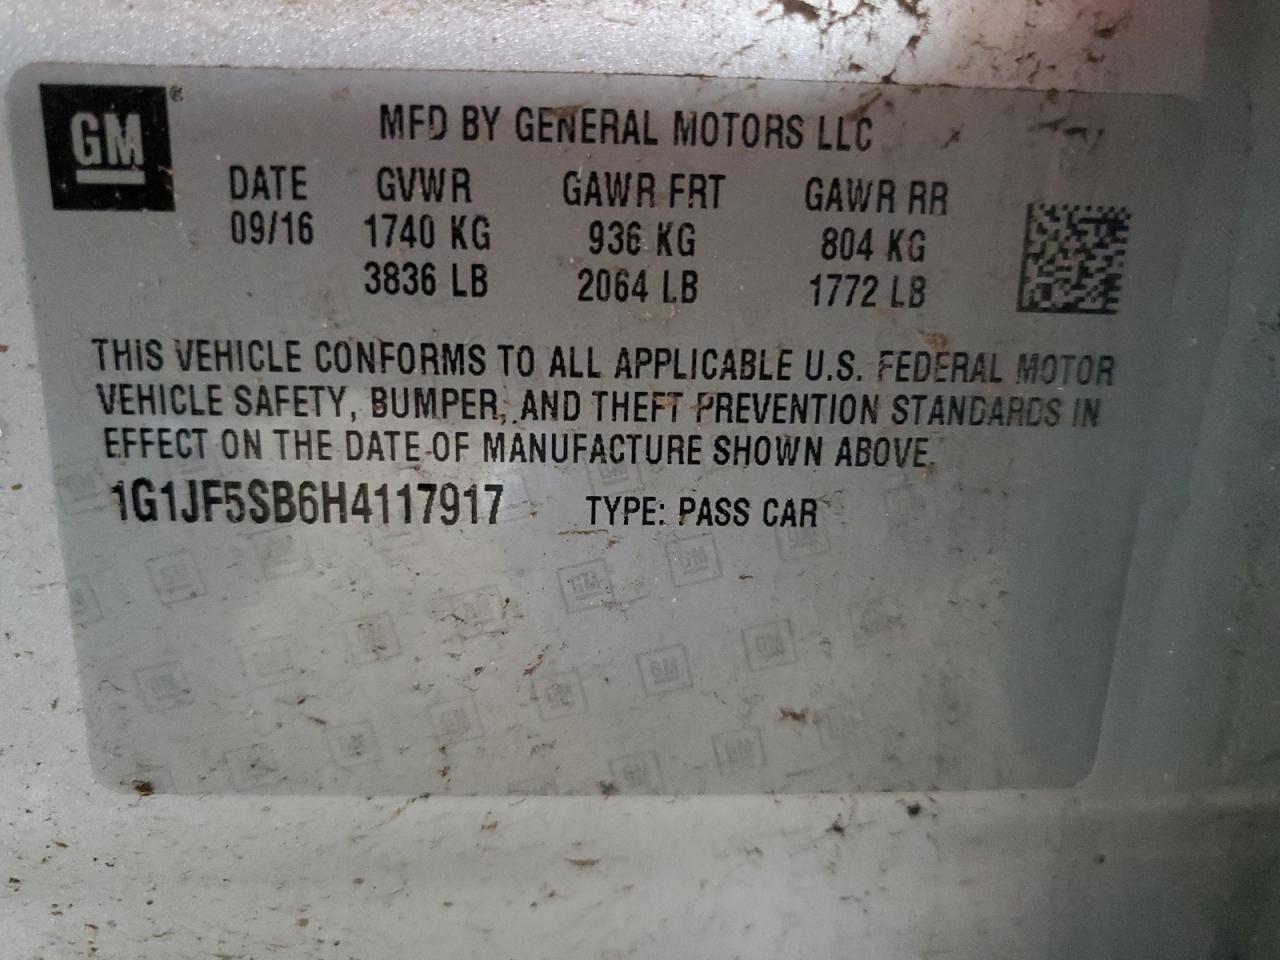 GM®
MFD BY GENERAL MOTORS LLC
DATE GVWR GAWR FRT GAWR RR
09/16 1740 KG 936 KG 804 KG
3836 LB 2064 LB 1772 LB
THIS VEHICLE CONFORMS TO ALL APPLICABLE U.S. FEDERAL MOTOR
VEHICLE SAFETY, BUMPER, AND THEFT PREVENTION STANDARDS IN
EFFECT ON THE DATE OF MANUFACTURE SHOWN ABOVE.
1G1JF5SB6H4117917 TYPE: PASS CAR